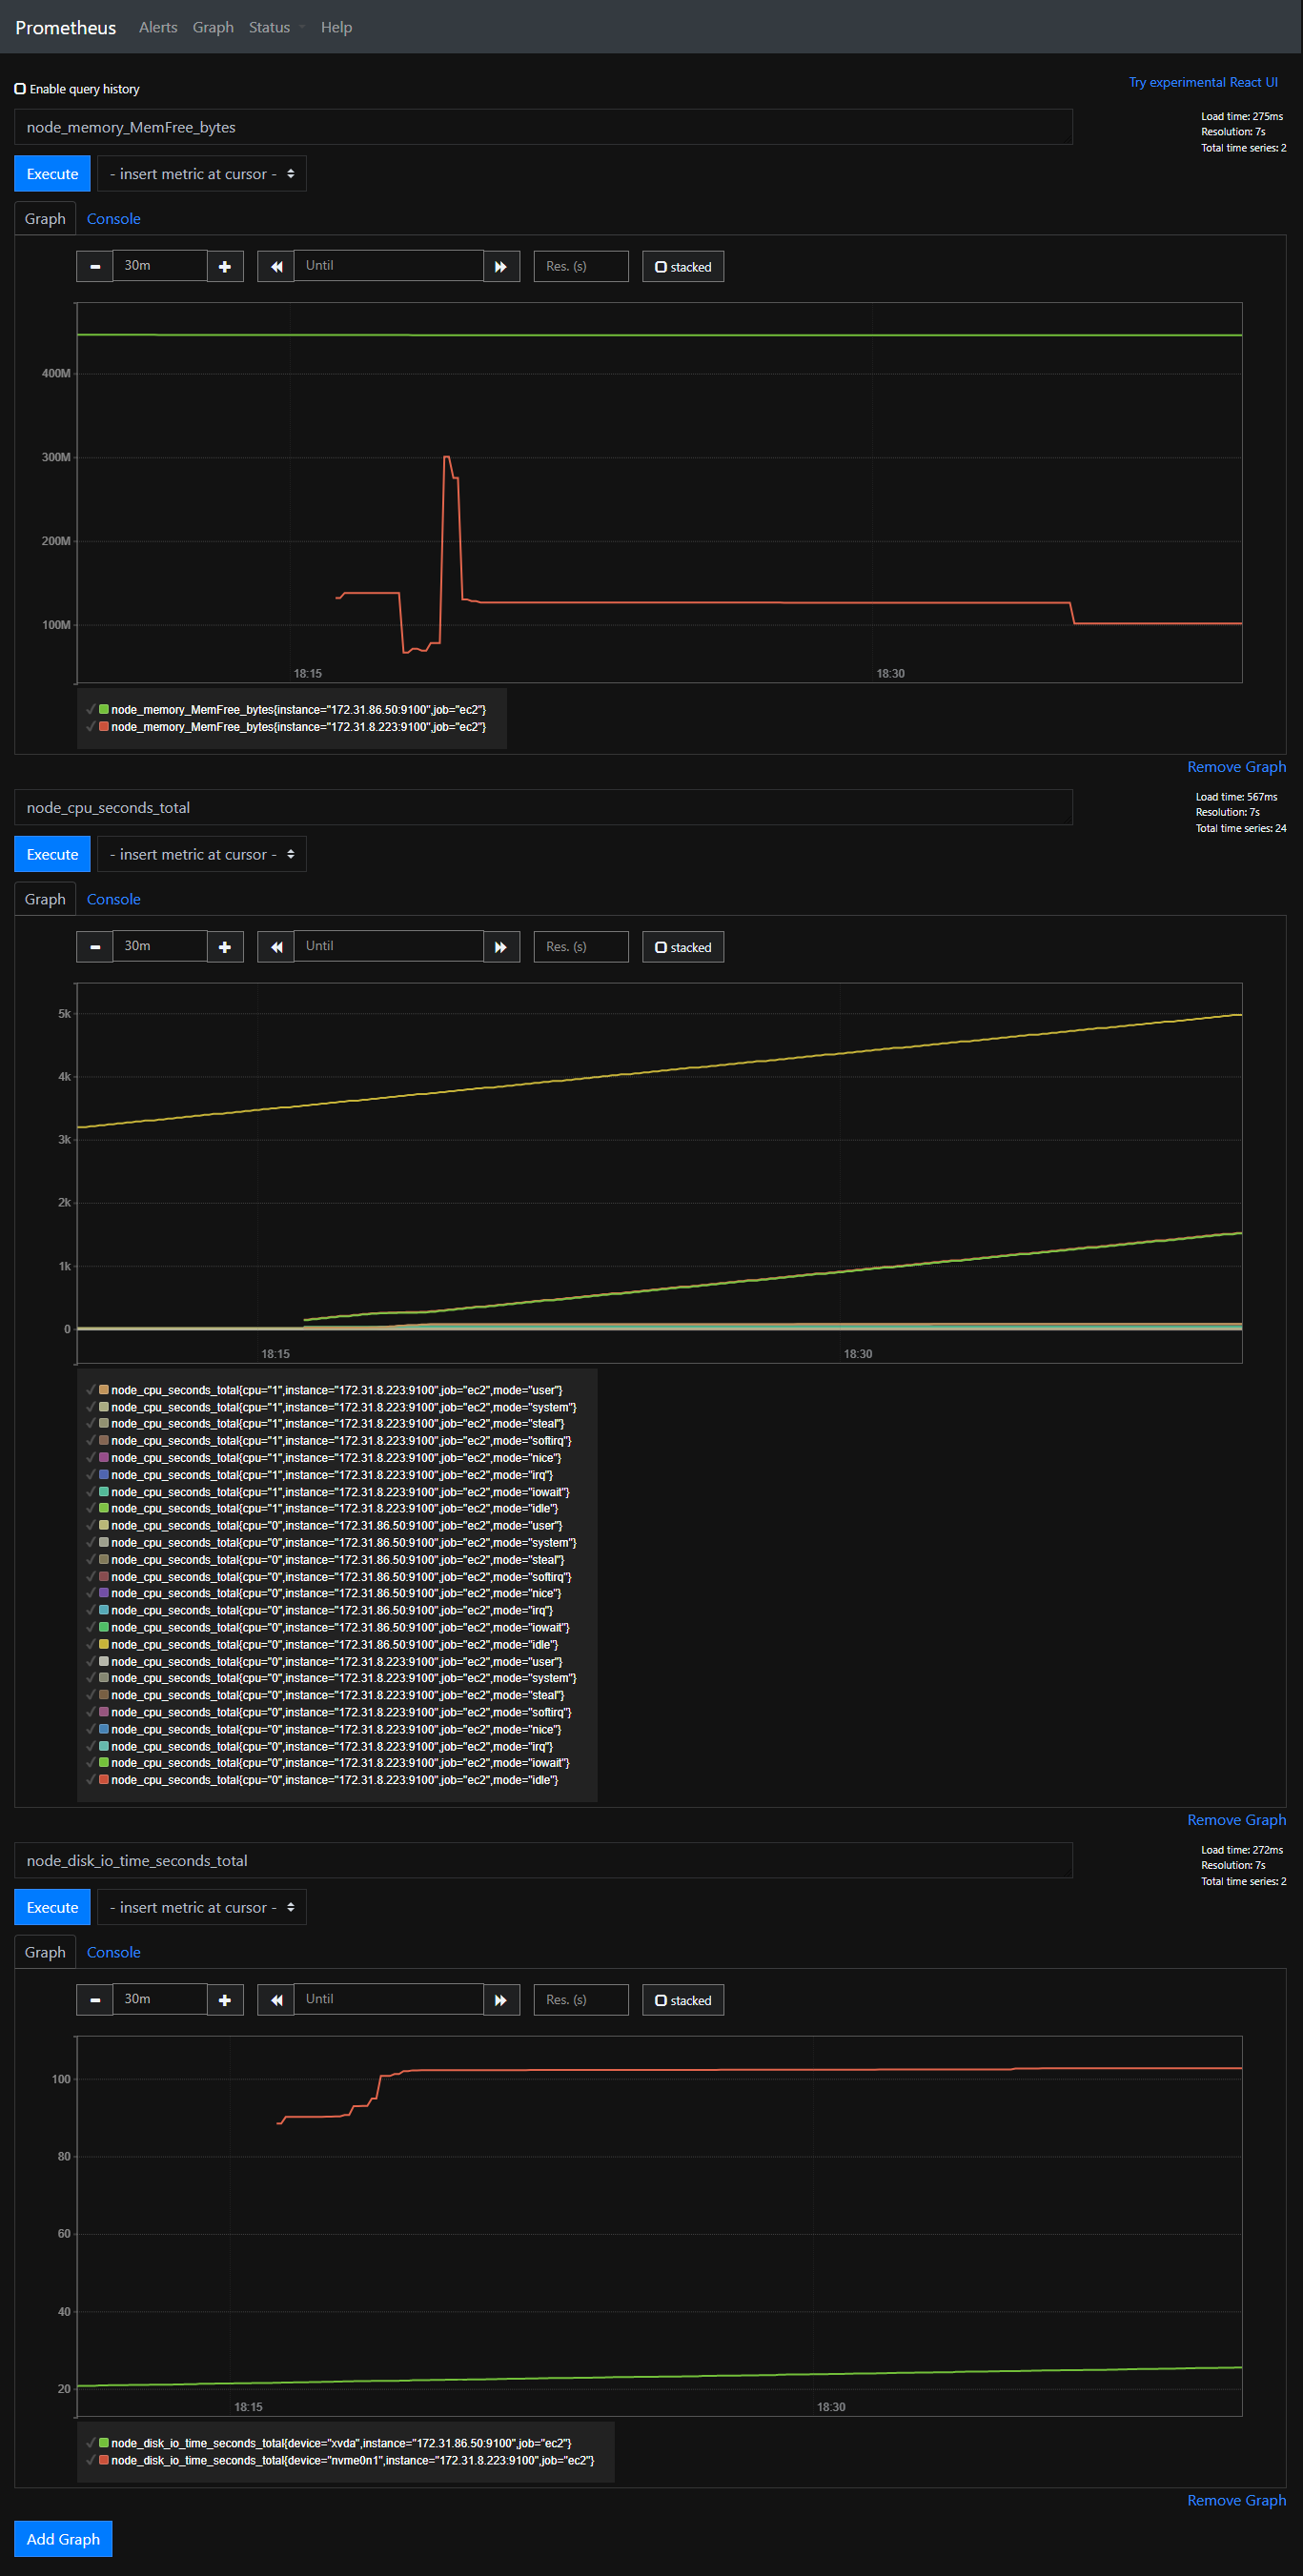 Prometheus Alerts Graph Status Help
Try experimental React UI
Enable query history
node_memory_MemFree_bytes
Load time: 275ms
Resolution: 7s
Total time series: 2
Execute - insert metric at cursor -
Graph Console
30m Until Res. (s) stacked
400M
300M
200M
100M
18:15 18:30
node_memory_MemFree_bytes{instance="172.31.86.50:9100",job="ec2"}
node_memory_MemFree_bytes{instance="172.31.8.223:9100",job="ec2"}
Remove Graph
node_cpu_seconds_total
Load time: 567ms
Resolution: 7s
Total time series: 24
Execute - insert metric at cursor -
Graph Console
30m Until Res. (s) stacked
5k
4k
3k
2k
1k
0
18:15 18:30
node_cpu_seconds_total{cpu="1",instance="172.31.8.223:9100",job="ec2",mode="user"}
node_cpu_seconds_total{cpu="1",instance="172.31.8.223:9100",job="ec2",mode="system"}
node_cpu_seconds_total{cpu="1",instance="172.31.8.223:9100",job="ec2",mode="steal"}
node_cpu_seconds_total{cpu="1",instance="172.31.8.223:9100",job="ec2",mode="softirq"}
node_cpu_seconds_total{cpu="1",instance="172.31.8.223:9100",job="ec2",mode="nice"}
node_cpu_seconds_total{cpu="1",instance="172.31.8.223:9100",job="ec2",mode="irq"}
node_cpu_seconds_total{cpu="1",instance="172.31.8.223:9100",job="ec2",mode="iowait"}
node_cpu_seconds_total{cpu="1",instance="172.31.8.223:9100",job="ec2",mode="idle"}
node_cpu_seconds_total{cpu="0",instance="172.31.86.50:9100",job="ec2",mode="user"}
node_cpu_seconds_total{cpu="0",instance="172.31.86.50:9100",job="ec2",mode="system"}
node_cpu_seconds_total{cpu="0",instance="172.31.86.50:9100",job="ec2",mode="steal"}
node_cpu_seconds_total{cpu="0",instance="172.31.86.50:9100",job="ec2",mode="softirq"}
node_cpu_seconds_total{cpu="0",instance="172.31.86.50:9100",job="ec2",mode="nice"}
node_cpu_seconds_total{cpu="0",instance="172.31.86.50:9100",job="ec2",mode="irq"}
node_cpu_seconds_total{cpu="0",instance="172.31.86.50:9100",job="ec2",mode="iowait"}
node_cpu_seconds_total{cpu="0",instance="172.31.86.50:9100",job="ec2",mode="idle"}
node_cpu_seconds_total{cpu="0",instance="172.31.8.223:9100",job="ec2",mode="user"}
node_cpu_seconds_total{cpu="0",instance="172.31.8.223:9100",job="ec2",mode="system"}
node_cpu_seconds_total{cpu="0",instance="172.31.8.223:9100",job="ec2",mode="steal"}
node_cpu_seconds_total{cpu="0",instance="172.31.8.223:9100",job="ec2",mode="softirq"}
node_cpu_seconds_total{cpu="0",instance="172.31.8.223:9100",job="ec2",mode="nice"}
node_cpu_seconds_total{cpu="0",instance="172.31.8.223:9100",job="ec2",mode="irq"}
node_cpu_seconds_total{cpu="0",instance="172.31.8.223:9100",job="ec2",mode="iowait"}
node_cpu_seconds_total{cpu="0",instance="172.31.8.223:9100",job="ec2",mode="idle"}
Remove Graph
node_disk_io_time_seconds_total
Load time: 272ms
Resolution: 7s
Total time series: 2
Execute - insert metric at cursor -
Graph Console
30m Until Res. (s) stacked
100
80
60
40
20
18:15 18:30
node_disk_io_time_seconds_total{device="xvda",instance="172.31.86.50:9100",job="ec2"}
node_disk_io_time_seconds_total{device="nvme0n1",instance="172.31.8.223:9100",job="ec2"}
Remove Graph
Add Graph